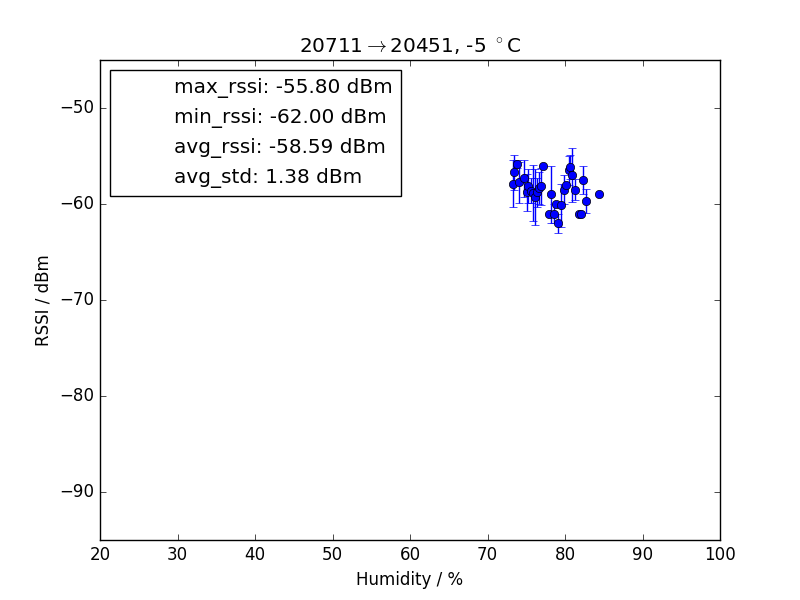 20711→20451, -5 °C
max_rssi: -55.80 dBm
min_rssi: -62.00 dBm
avg_rssi: -58.59 dBm
avg_std: 1.38 dBm
−50
−60
−70
−80
−90
RSSI / dBm
20 30 40 50 60 70 80 90 100
Humidity / %